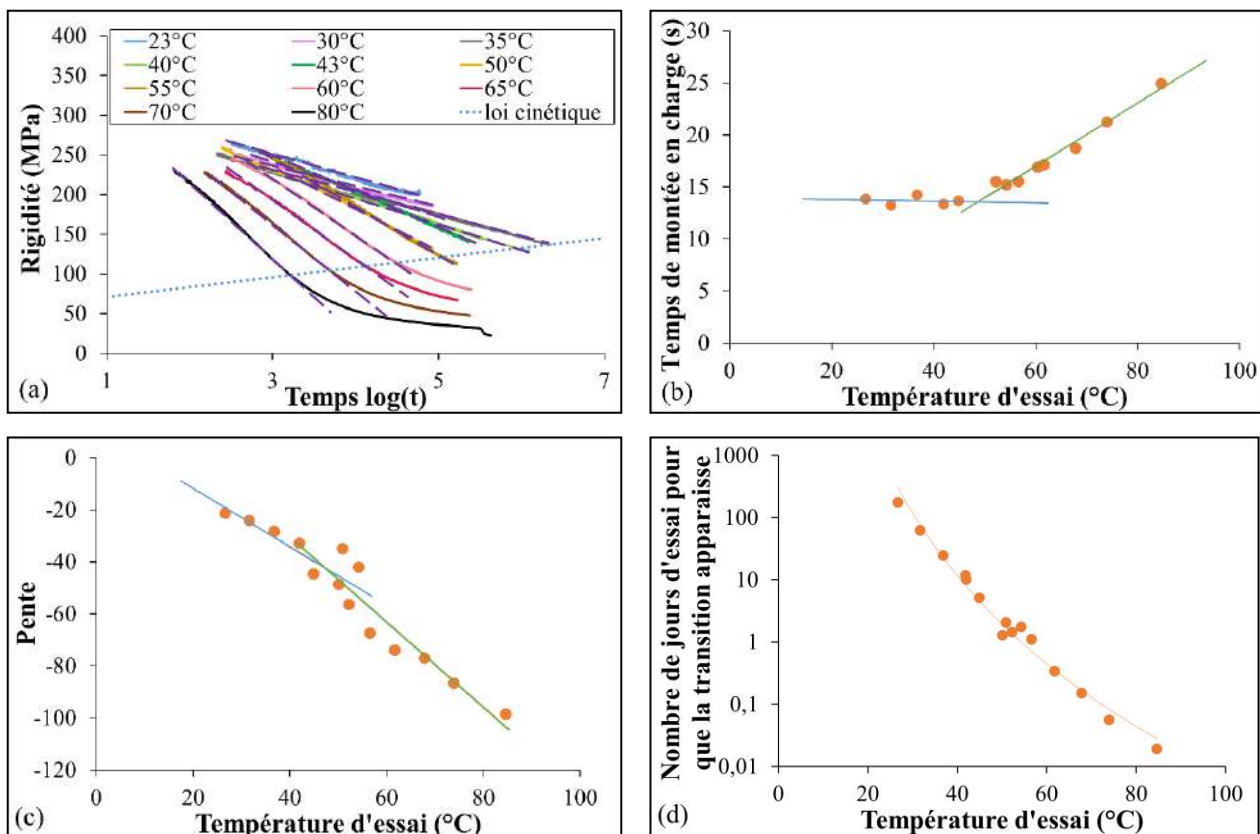 400
350
300
250
200
150
100
50
0
Rigidité (MPa)
23°C 30°C 35°C
40°C 43°C 50°C
55°C 60°C 65°C
70°C 80°C loi cinétique
1 3 5 7
(a)
Temps log(t)
30
25
20
15
10
5
0
Temps de montée en charge (s)
0 20 40 60 80 100
(b)
Température d'essai (°C)
0
-20
-40
-60
-80
-100
-120
Pente
0 20 40 60 80 100
(c)
Température d'essai (°C)
1000
100
10
1
0,1
0,01
Nombre de jours d'essai pour
que la transition apparaisse
0 20 40 60 80 100
(d)
Température d'essai (°C)